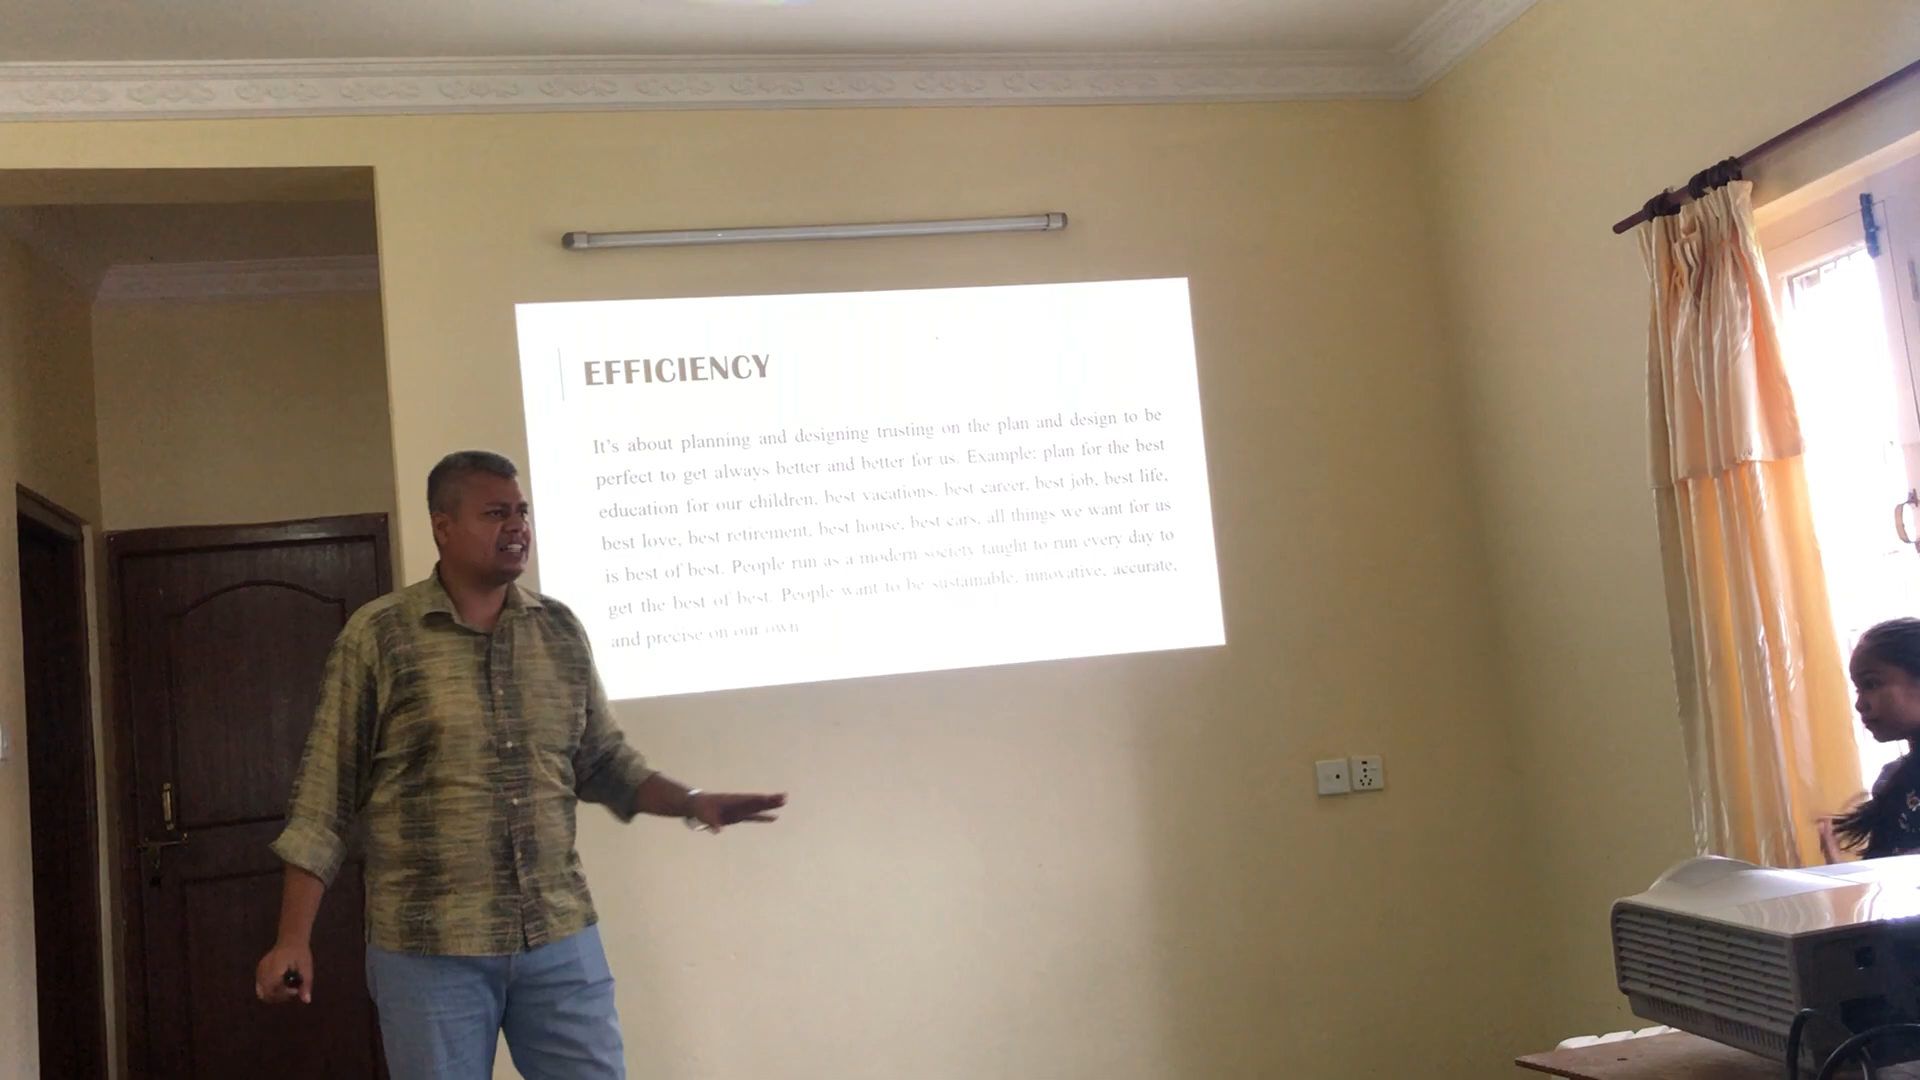 EFFICIENCY
It's about planning and designing trusting on the plan and design to be
perfect to get always better and better for us. Example: plan for the best
education for our children, best vacations, best career, best job, best life,
best love, best retirement, best house, best cars, all things we want for us
is best of best. People run as a modern society taught to run every day to
get the best of best. People want to be sustainable, innovative, accurate,
and precise on our own